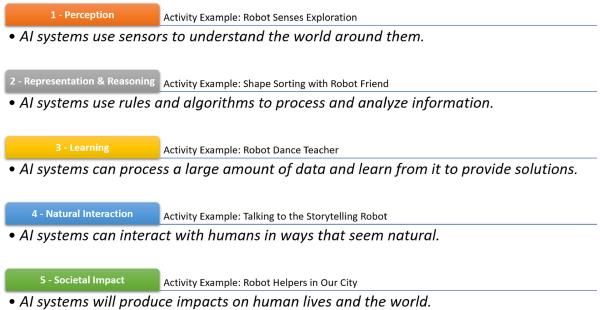 1 - Perception Activity Example: Robot Senses Exploration
• AI systems use sensors to understand the world around them.
2 - Representation & Reasoning Activity Example: Shape Sorting with Robot Friend
• AI systems use rules and algorithms to process and analyze information.
3 - Learning Activity Example: Robot Dance Teacher
• AI systems can process a large amount of data and learn from it to provide solutions.
4 - Natural Interaction Activity Example: Talking to the Storytelling Robot
• AI systems can interact with humans in ways that seem natural.
5 - Societal Impact Activity Example: Robot Helpers in Our City
• AI systems will produce impacts on human lives and the world.